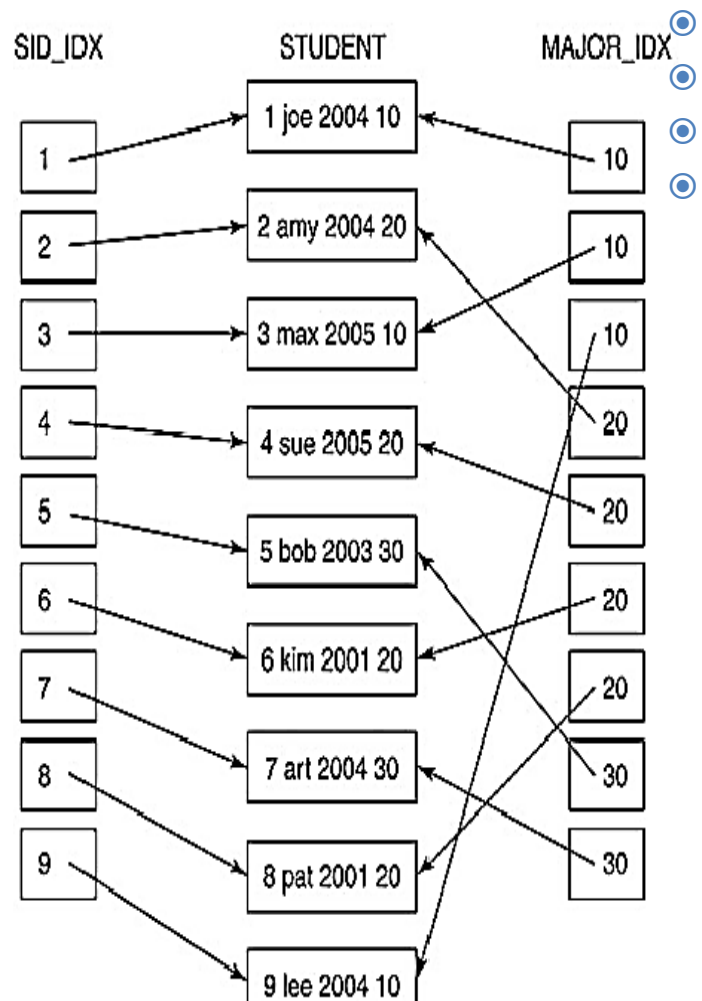 SID_IDX STUDENT MAJOR_IDX
1 1 joe 2004 10 10
2 2 amy 2004 20 10
3 3 max 2005 10 10
4 4 sue 2005 20 20
5 5 bob 2003 30 20
6 6 kim 2001 20 20
7 7 art 2004 30 20
8 8 pat 2001 20 30
9 9 lee 2004 10 30